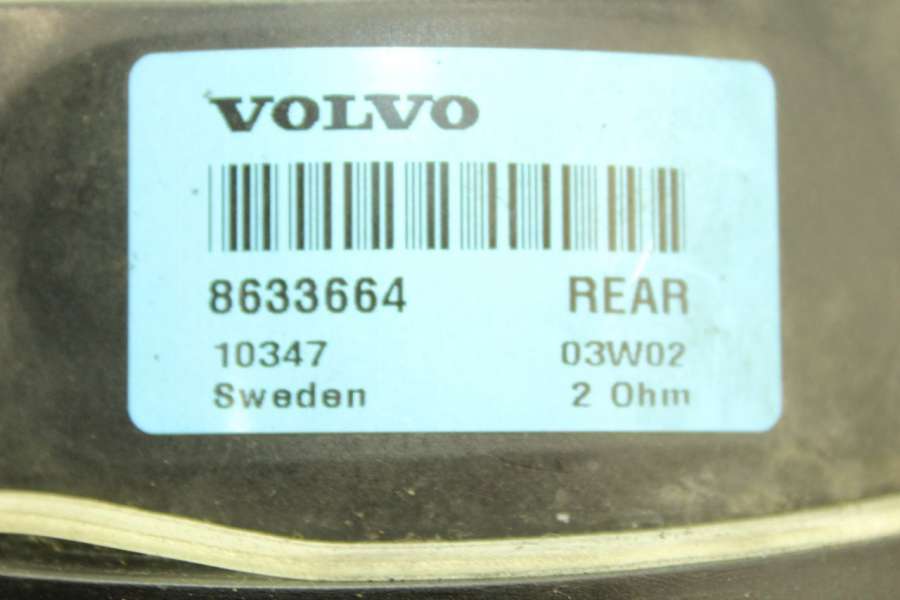 VOLVO
8633664 REAR
10347 03W02
Sweden 2 Ohm